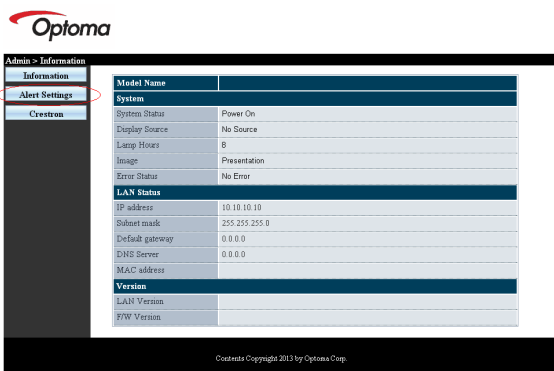 Optoma
Admin > Information
Information
Alert Settings
Crestron
Model Name
System
System Status Power On
Display Source No Source
Lamp Hours 8
Image Presentation
Error Status No Error
LAN Status
IP address 10.10.10.10
Subnet mask 255.255.255.0
Default gateway 0.0.0.0
DNS Server 0.0.0.0
MAC address
Version
LAN Version
F/W Version
Contents Copyright 2013 by Optoma Corp.